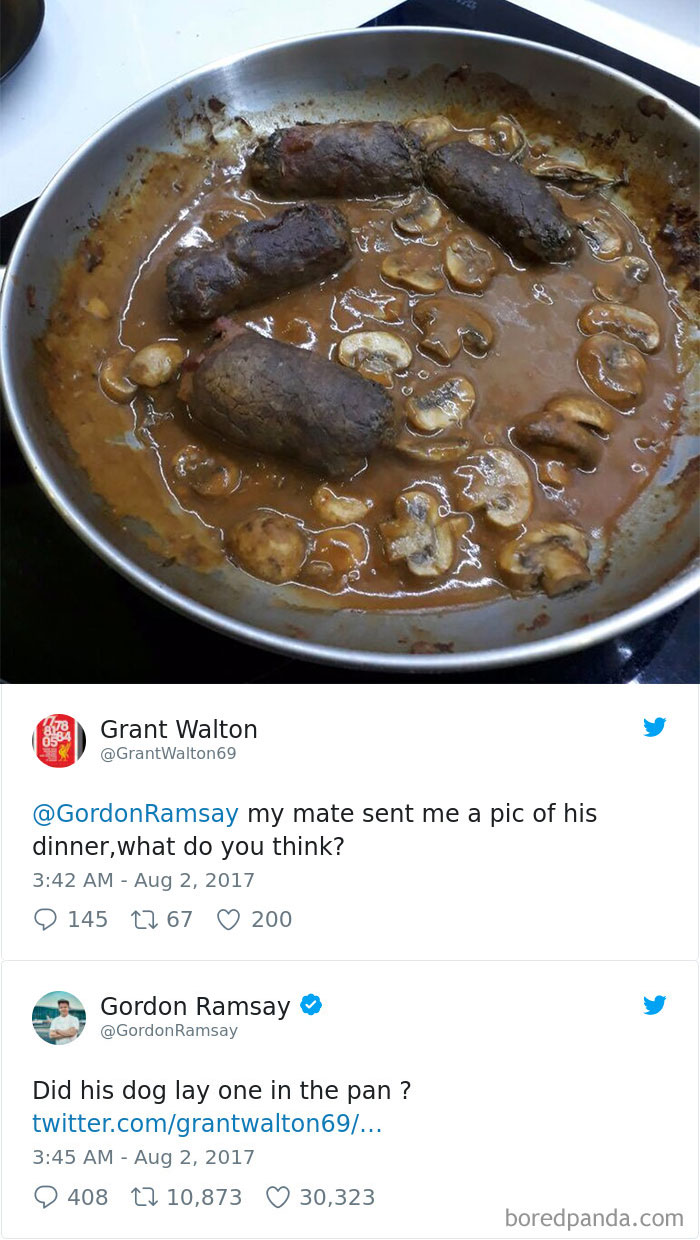 Grant Walton
@GrantWalton69
@GordonRamsay my mate sent me a pic of his
dinner,what do you think?
3:42 AM - Aug 2, 2017
145 67 200
Gordon Ramsay
@GordonRamsay
Did his dog lay one in the pan ?
twitter.com/grantwalton69/...
3:45 AM - Aug 2, 2017
408 10,873 30,323
boredpanda.com